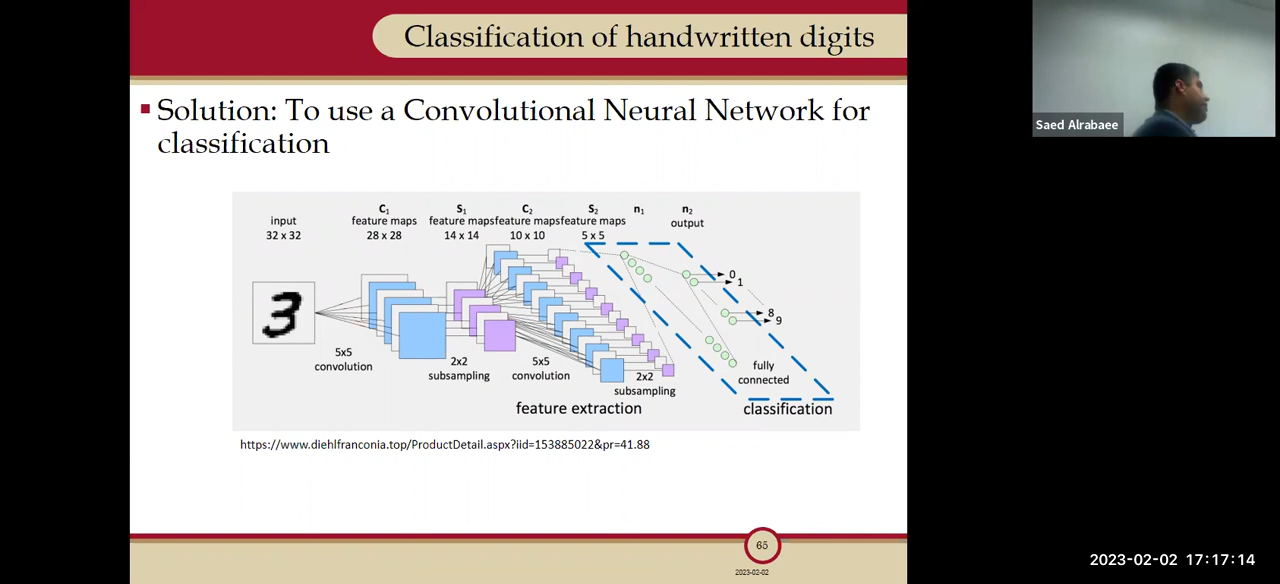 Classification of handwritten digits
Solution: To use a Convolutional Neural Network for
classification
C1 S1 C2 S2 n1 n2
input feature maps feature maps feature maps feature maps output
32 x 32 28 x 28 14 x 14 10 x 10 5 x 5
0
1
3
8
9
5x5
convolution
2x2
subsampling
5x5
convolution
2x2
subsampling
fully
connected
feature extraction
classification
https://www.diehlfranconia.top/ProductDetail.aspx?iid=153885022&pr=41.88
65
2023-02-02
Saed Alrabaee
2023-02-02 17:17:14